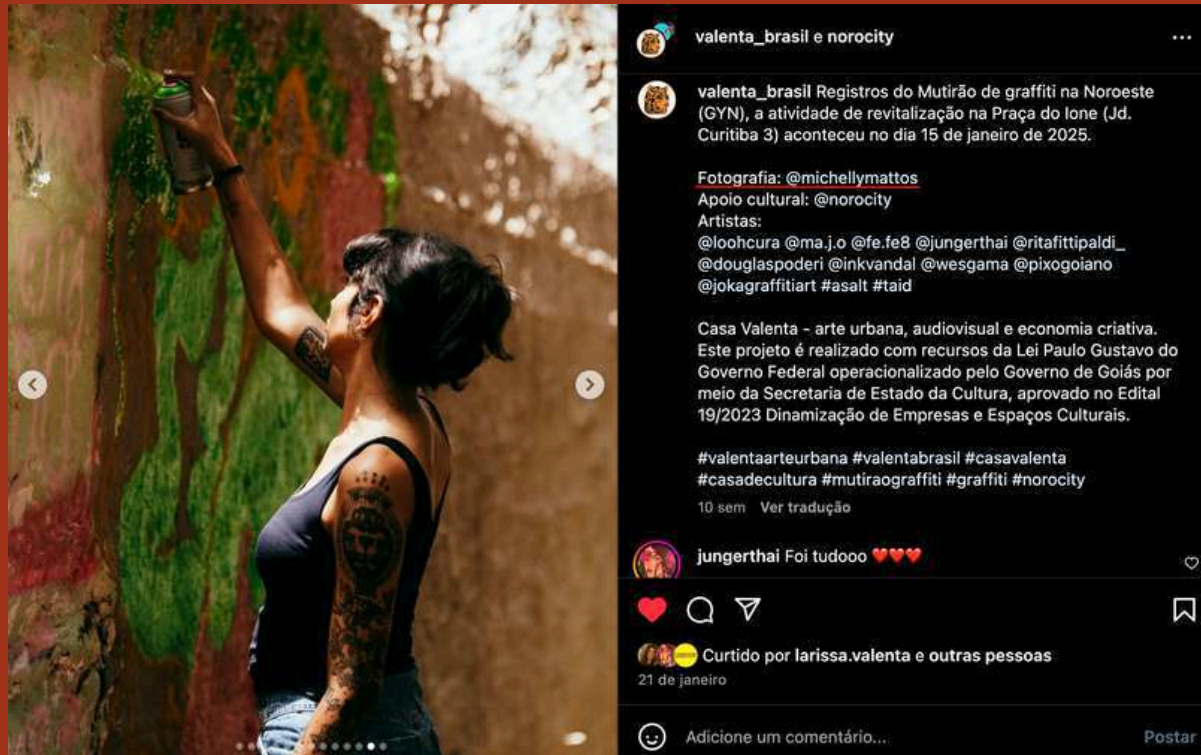 valenta_brasil e norocity
valenta_brasil Registros do Mutirão de graffiti na Noroeste
(GYN), a atividade de revitalização na Praça do Ione (Jd.
Curitiba 3) aconteceu no dia 15 de janeiro de 2025.
Fotografia: @michellymattos
Apoio cultural: @norocity
Artistas:
@loohcura @ma.j.o @fe.fe8 @jungerthai @ritafittipaldi_
@douglaspoderi @inkvandal @wesgama @pixogoiano
@jokagraffitiart #asalt #taid
Casa Valenta - arte urbana, audiovisual e economia criativa.
Este projeto é realizado com recursos da Lei Paulo Gustavo do
Governo Federal operacionalizado pelo Governo de Goiás por
meio da Secretaria de Estado da Cultura, aprovado no Edital
19/2023 Dinamização de Empresas e Espaços Culturais.
#valentaarteurbana #valentabrasil #casavalenta
#casadecultura #mutiraograffiti #graffiti #norocity
10 sem Ver tradução
jungerthai Foi tudooo ❤️❤️❤️
Curtido por larissa.valenta e outras pessoas
21 de janeiro
Adicione um comentário... Postar